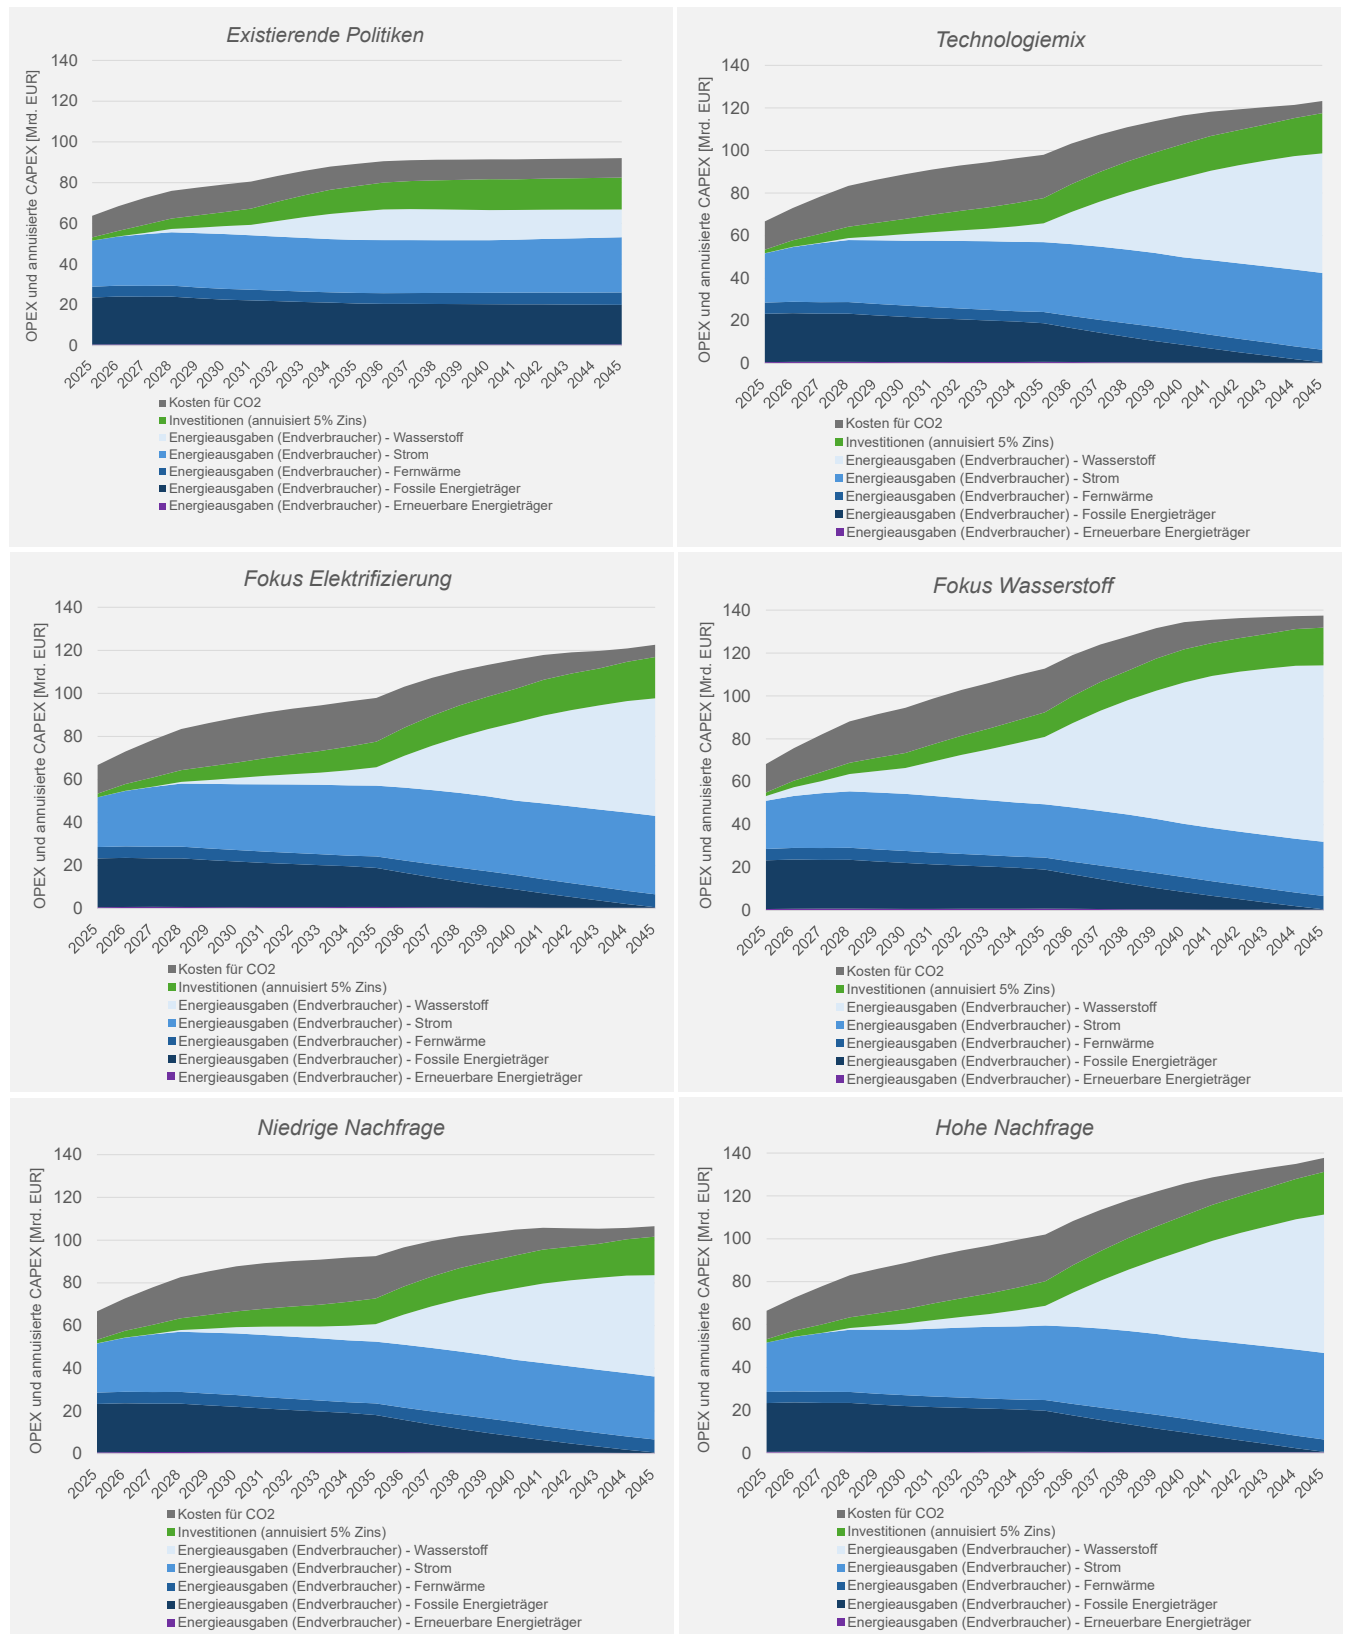 Existierende Politiken
OPEX und annuisierte CAPEX [Mrd. EUR]
140
120
100
80
60
40
20
0
2025 2026 2027 2028 2029 2030 2031 2032 2033 2034 2035 2036 2037 2038 2039 2040 2041 2042 2043 2044 2045
Kosten für CO2
Investitionen (annuisiert 5% Zins)
Energieausgaben (Endverbraucher) - Wasserstoff
Energieausgaben (Endverbraucher) - Strom
Energieausgaben (Endverbraucher) - Fernwärme
Energieausgaben (Endverbraucher) - Fossile Energieträger
Energieausgaben (Endverbraucher) - Erneuerbare Energieträger
Technologiemix
OPEX und annuisierte CAPEX [Mrd. EUR]
140
120
100
80
60
40
20
0
2025 2026 2027 2028 2029 2030 2031 2032 2033 2034 2035 2036 2037 2038 2039 2040 2041 2042 2043 2044 2045
Kosten für CO2
Investitionen (annuisiert 5% Zins)
Energieausgaben (Endverbraucher) - Wasserstoff
Energieausgaben (Endverbraucher) - Strom
Energieausgaben (Endverbraucher) - Fernwärme
Energieausgaben (Endverbraucher) - Fossile Energieträger
Energieausgaben (Endverbraucher) - Erneuerbare Energieträger
Fokus Elektrifizierung
OPEX und annuisierte CAPEX [Mrd. EUR]
140
120
100
80
60
40
20
0
2025 2026 2027 2028 2029 2030 2031 2032 2033 2034 2035 2036 2037 2038 2039 2040 2041 2042 2043 2044 2045
Kosten für CO2
Investitionen (annuisiert 5% Zins)
Energieausgaben (Endverbraucher) - Wasserstoff
Energieausgaben (Endverbraucher) - Strom
Energieausgaben (Endverbraucher) - Fernwärme
Energieausgaben (Endverbraucher) - Fossile Energieträger
Energieausgaben (Endverbraucher) - Erneuerbare Energieträger
Fokus Wasserstoff
OPEX und annuisierte CAPEX [Mrd. EUR]
140
120
100
80
60
40
20
0
2025 2026 2027 2028 2029 2030 2031 2032 2033 2034 2035 2036 2037 2038 2039 2040 2041 2042 2043 2044 2045
Kosten für CO2
Investitionen (annuisiert 5% Zins)
Energieausgaben (Endverbraucher) - Wasserstoff
Energieausgaben (Endverbraucher) - Strom
Energieausgaben (Endverbraucher) - Fernwärme
Energieausgaben (Endverbraucher) - Fossile Energieträger
Energieausgaben (Endverbraucher) - Erneuerbare Energieträger
Niedrige Nachfrage
OPEX und annuisierte CAPEX [Mrd. EUR]
140
120
100
80
60
40
20
0
2025 2026 2027 2028 2029 2030 2031 2032 2033 2034 2035 2036 2037 2038 2039 2040 2041 2042 2043 2044 2045
Kosten für CO2
Investitionen (annuisiert 5% Zins)
Energieausgaben (Endverbraucher) - Wasserstoff
Energieausgaben (Endverbraucher) - Strom
Energieausgaben (Endverbraucher) - Fernwärme
Energieausgaben (Endverbraucher) - Fossile Energieträger
Energieausgaben (Endverbraucher) - Erneuerbare Energieträger
Hohe Nachfrage
OPEX und annuisierte CAPEX [Mrd. EUR]
140
120
100
80
60
40
20
0
2025 2026 2027 2028 2029 2030 2031 2032 2033 2034 2035 2036 2037 2038 2039 2040 2041 2042 2043 2044 2045
Kosten für CO2
Investitionen (annuisiert 5% Zins)
Energieausgaben (Endverbraucher) - Wasserstoff
Energieausgaben (Endverbraucher) - Strom
Energieausgaben (Endverbraucher) - Fernwärme
Energieausgaben (Endverbraucher) - Fossile Energieträger
Energieausgaben (Endverbraucher) - Erneuerbare Energieträger